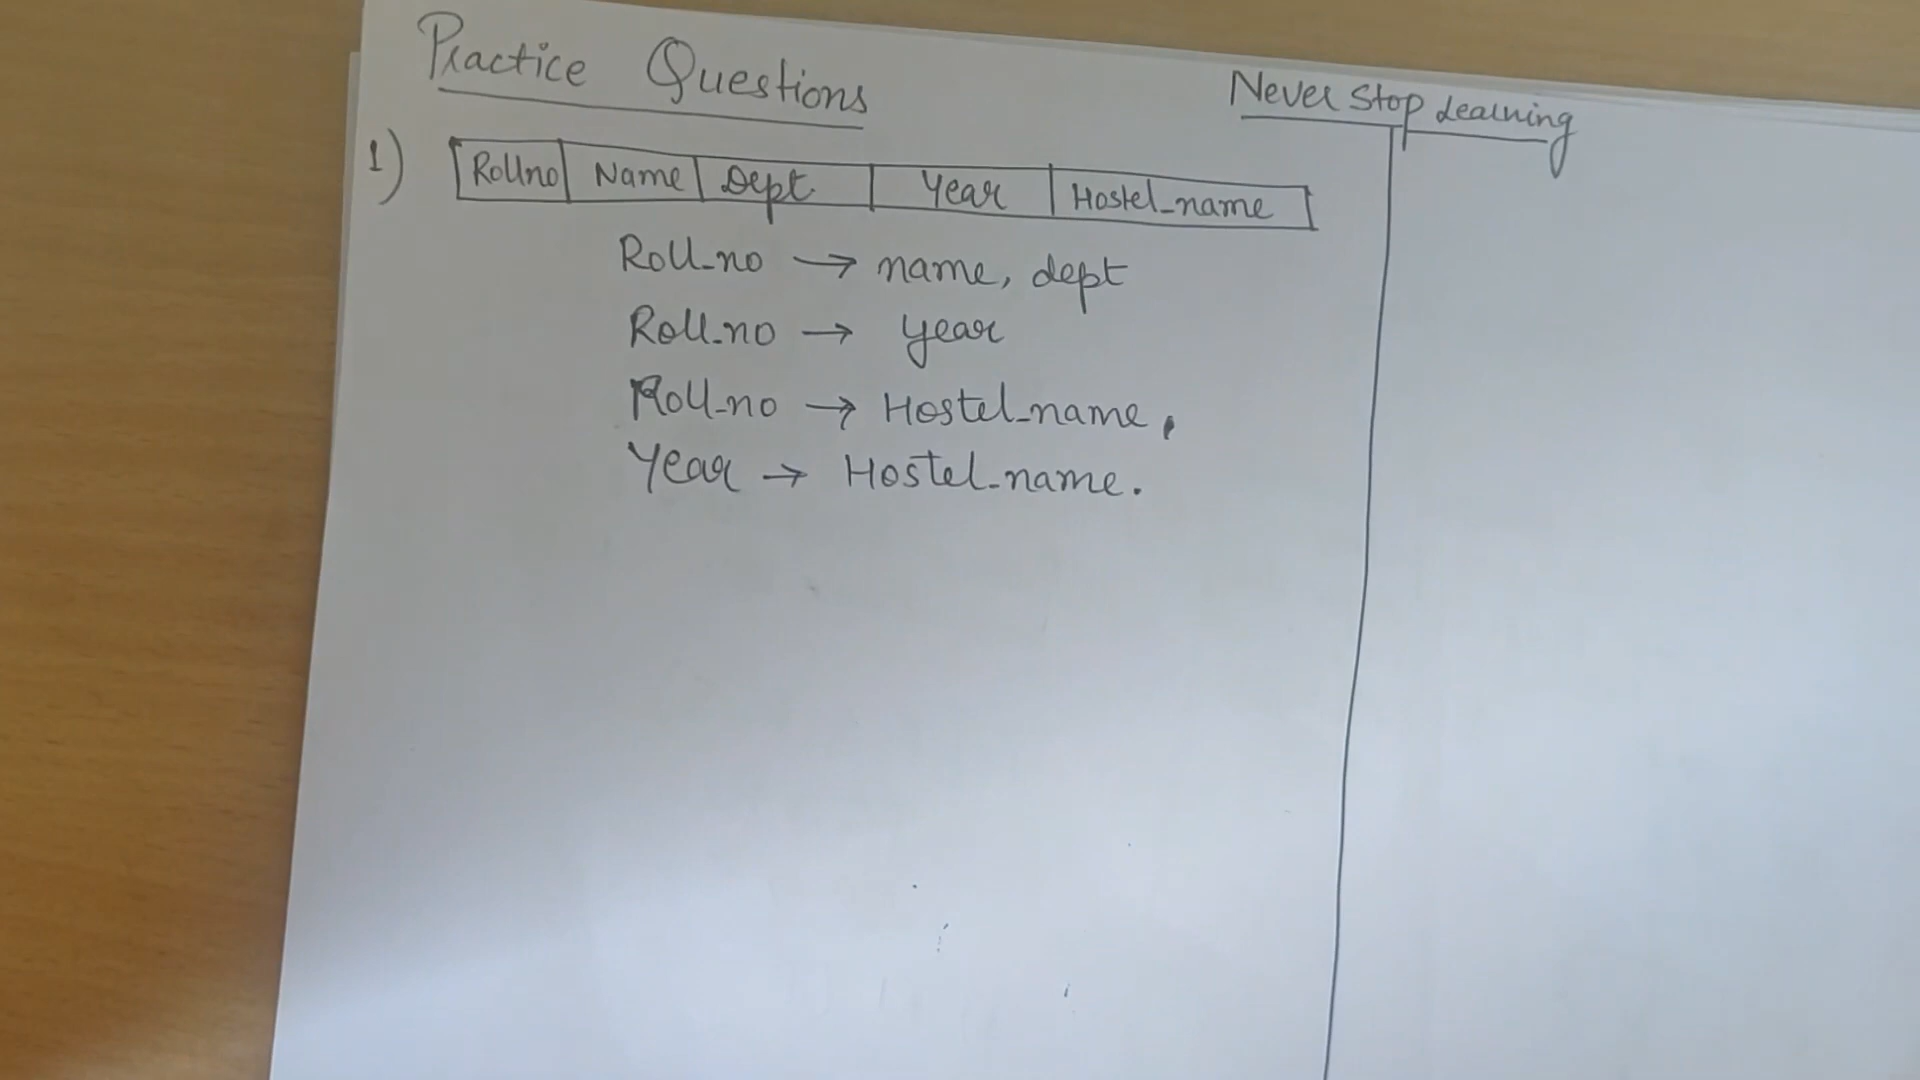 Practice Questions
Never Stop Learning
1) Rollno Name Dept Year Hostel_name
Roll_no → name, dept
Roll_no → year
Roll_no → Hostel_name,
Year → Hostel_name.